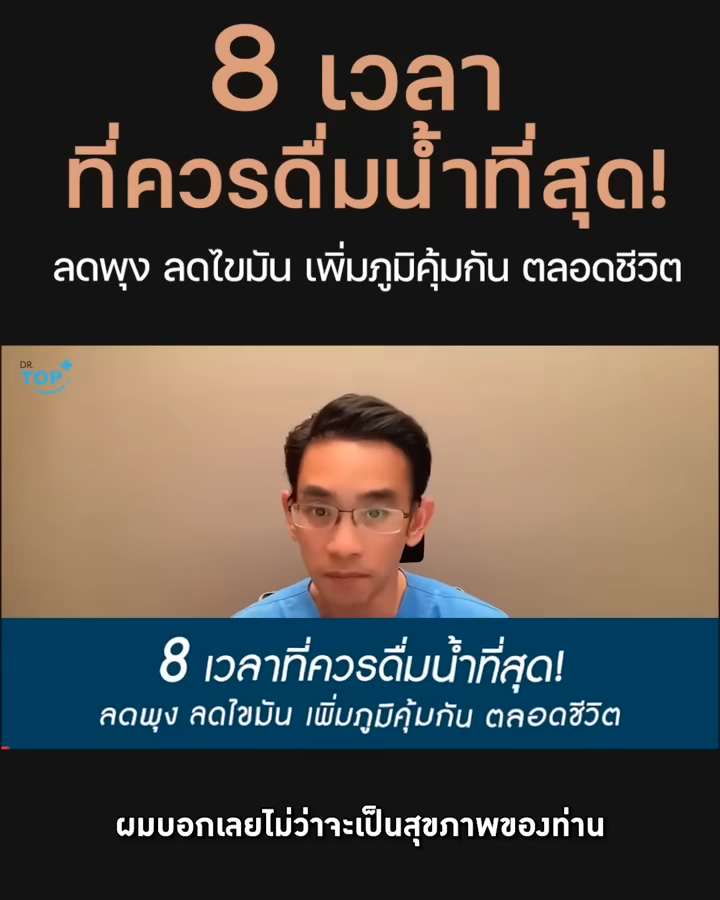 8 เวลา
ที่ควรดื่มน้ำที่สุด!
ลดพุง ลดไขมัน เพิ่มภูมิคุ้มกัน ตลอดชีวิต
DR.
TOP
8 เวลาที่ควรดื่มน้ำที่สุด!
ลดพุง ลดไขมัน เพิ่มภูมิคุ้มกัน ตลอดชีวิต
ผมบอกเลยไม่ว่าจะเป็นสุขภาพของท่าน